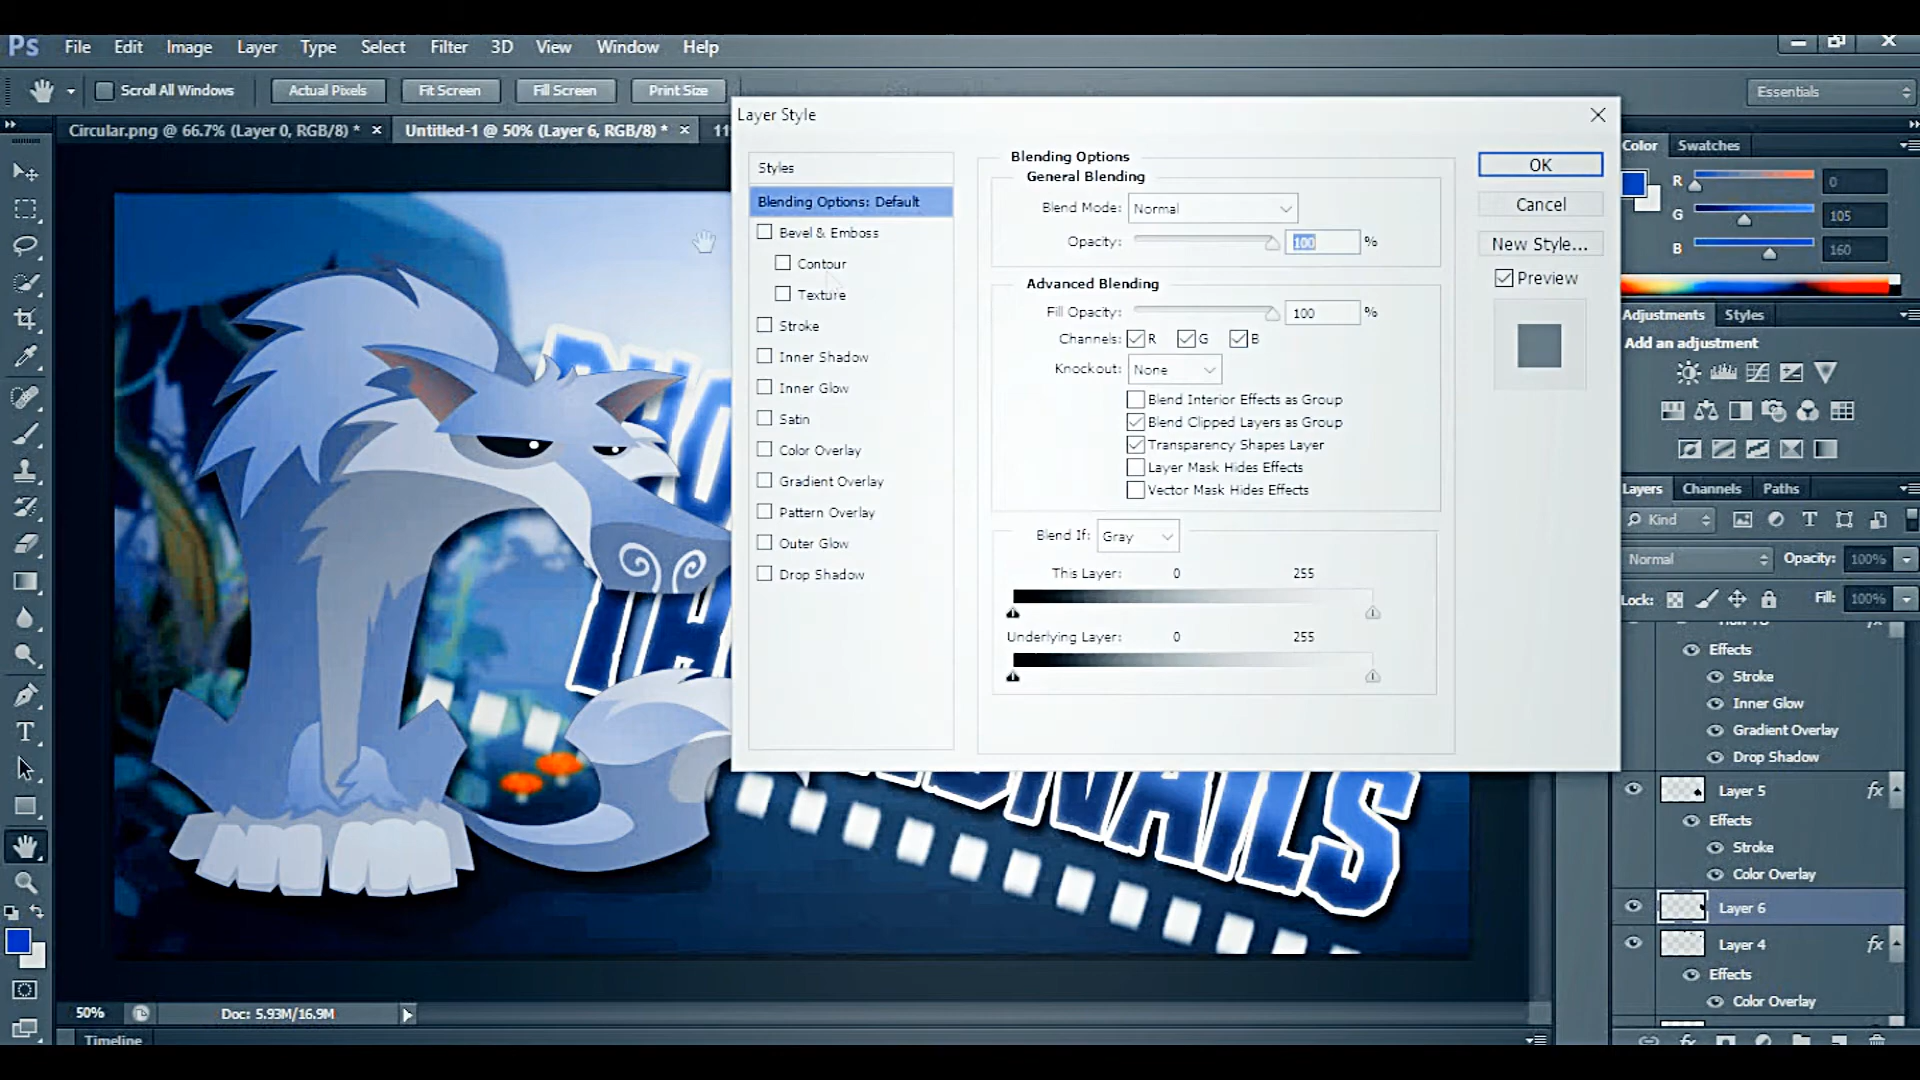 Ps File Edit Image Layer Type Select Filter 3D View Window Help
Scroll All Windows Actual Pixels Fit Screen Fill Screen Print Size Essentials
Circular.png @ 66.7% (Layer 0, RGB/8) * × Untitled-1 @ 50% (Layer 6, RGB/8) * ×
Layer Style
Styles
Blending Options: Default
Bevel & Emboss
Contour
Texture
Stroke
Inner Shadow
Inner Glow
Satin
Color Overlay
Gradient Overlay
Pattern Overlay
Outer Glow
Drop Shadow
Blending Options
General Blending
Blend Mode: Normal
Opacity: 100 %
Advanced Blending
Fill Opacity: 100 %
Channels: R G B
Knockout: None
Blend Interior Effects as Group
Blend Clipped Layers as Group
Transparency Shapes Layer
Layer Mask Hides Effects
Vector Mask Hides Effects
Blend If: Gray
This Layer: 0 255
Underlying Layer: 0 255
OK
Cancel
New Style...
Preview
Color Swatches
R 0
G 105
B 160
Adjustments Styles
Add an adjustment
Layers Channels Paths
Kind
Normal Opacity: 100%
Lock: Fill: 100%
Effects
Stroke
Inner Glow
Gradient Overlay
Drop Shadow
Layer 5 fx
Effects
Stroke
Color Overlay
Layer 6
Layer 4 fx
Effects
Color Overlay
50% Doc: 5.93M/16.9M
Timeline